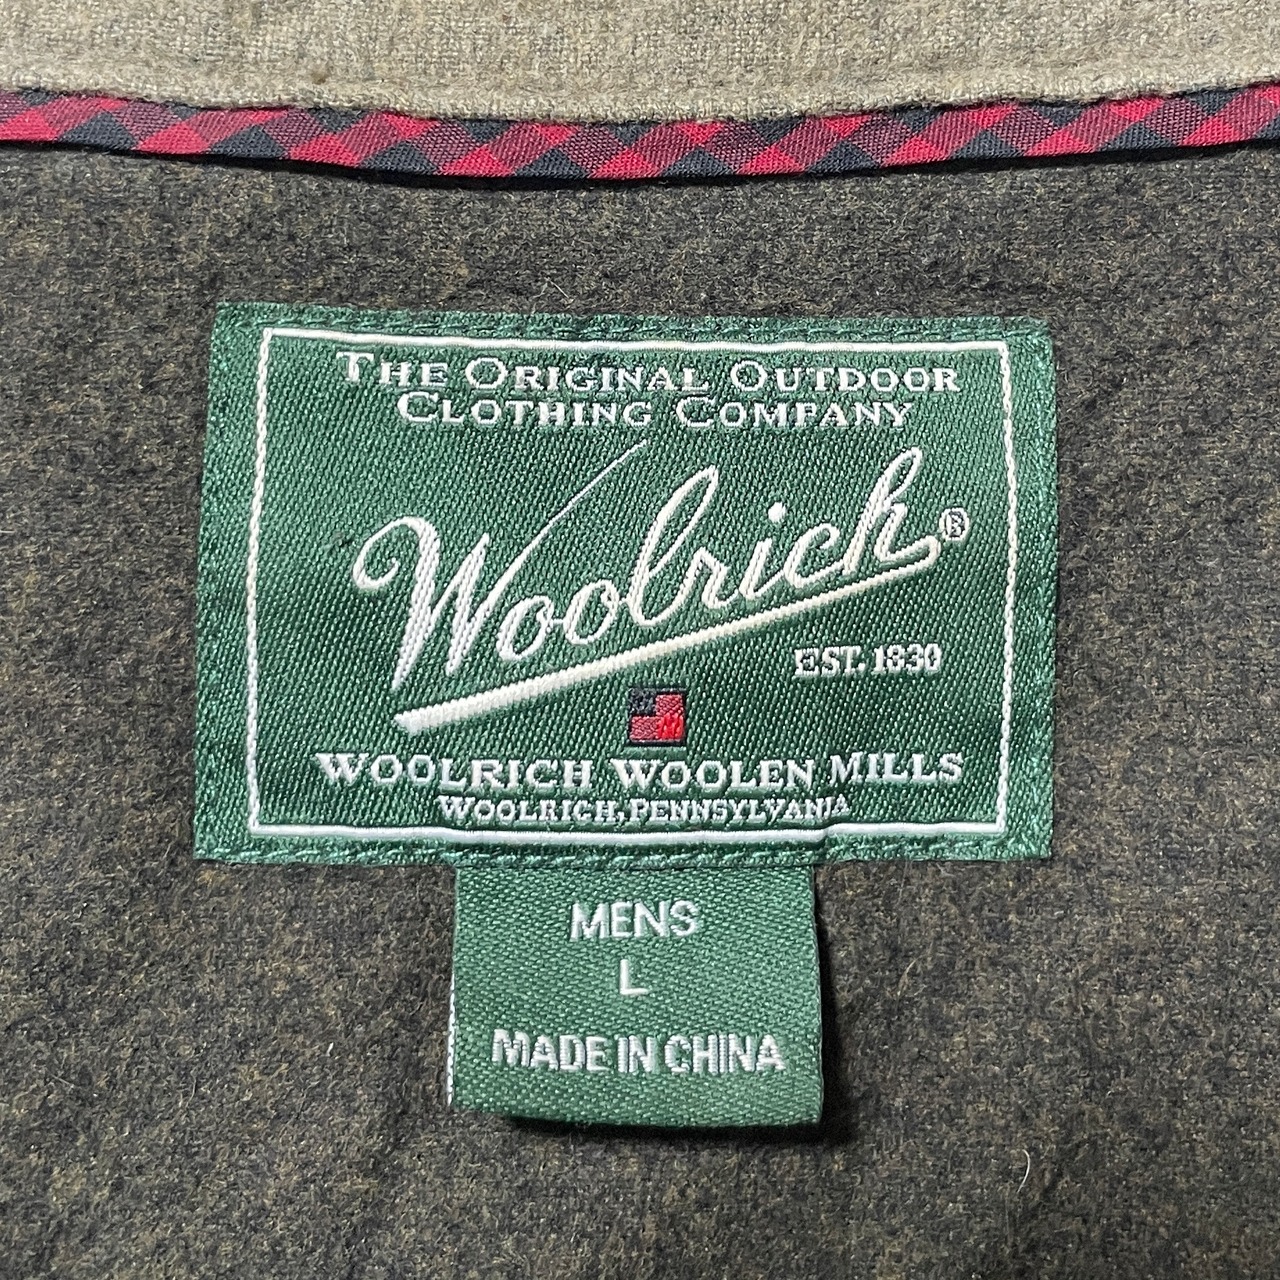 THE ORIGINAL OUTDOOR
CLOTHING COMPANY
Woolrich®
EST. 1830
WOOLRICH WOOLEN MILLS
WOOLRICH, PENNSYLVANIA
MENS
L
MADE IN CHINA